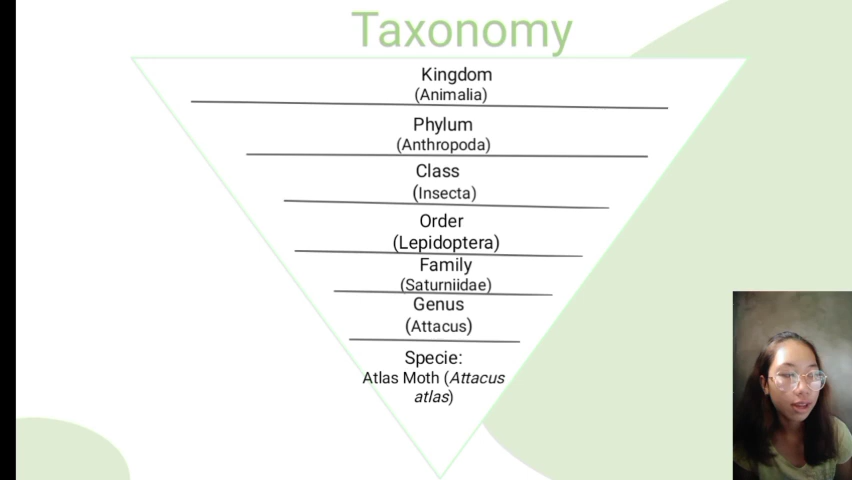 Taxonomy
Kingdom
(Animalia)
Phylum
(Anthropoda)
Class
(Insecta)
Order
(Lepidoptera)
Family
(Saturniidae)
Genus
(Attacus)
Specie:
Atlas Moth (Attacus
atlas)